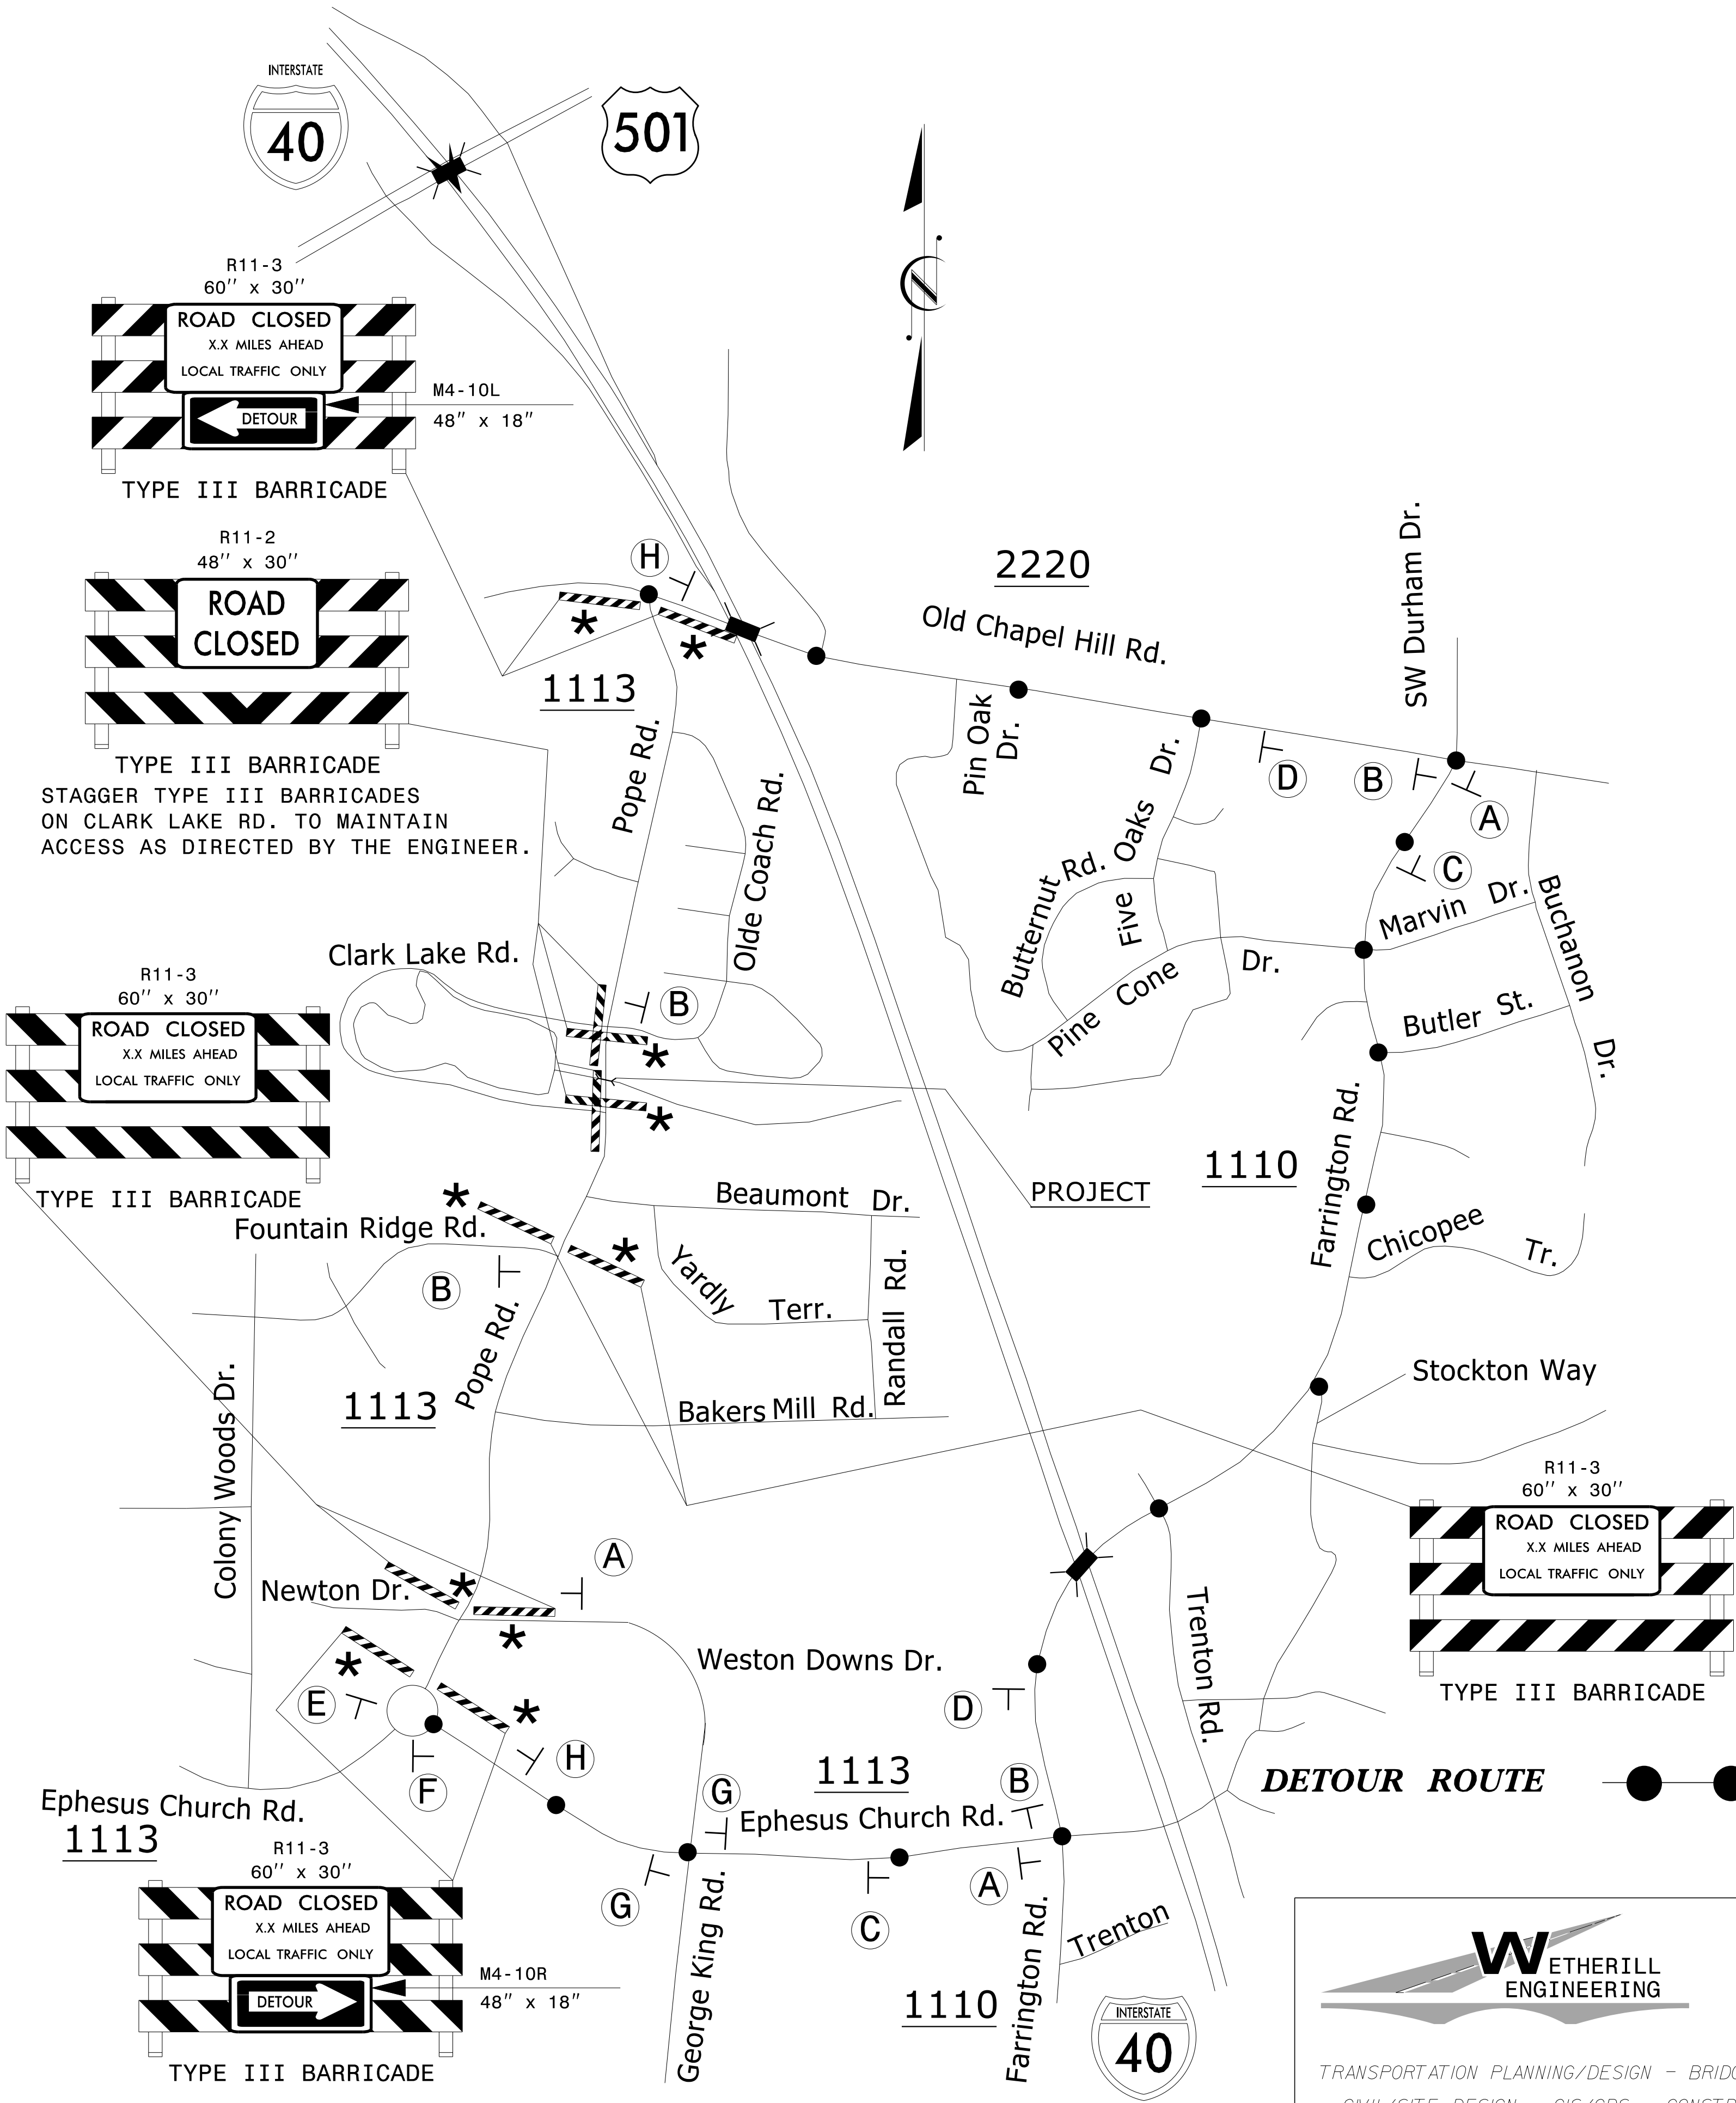 INTERSTATE
40
501
R11-3
60" x 30"
ROAD CLOSED
X.X MILES AHEAD
LOCAL TRAFFIC ONLY
DETOUR
M4-10L
48" x 18"
TYPE III BARRICADE
R11-2
48" x 30"
ROAD
CLOSED
TYPE III BARRICADE
STAGGER TYPE III BARRICADES
ON CLARK LAKE RD. TO MAINTAIN
ACCESS AS DIRECTED BY THE ENGINEER.
H
*
*
1113
Pope Rd.
Olde Coach Rd.
2220
Old Chapel Hill Rd.
SW Durham Dr.
Pin Oak
Dr.
Five Oaks Dr.
Butternut Rd.
Pine Cone Dr.
D
B
A
C
Marvin Dr.
Buchanon Dr.
Butler St.
Farrington Rd.
1110
Chicopee Tr.
Clark Lake Rd.
B
*
*
PROJECT
R11-3
60" x 30"
ROAD CLOSED
X.X MILES AHEAD
LOCAL TRAFFIC ONLY
TYPE III BARRICADE
*
*
Fountain Ridge Rd.
B
Beaumont Dr.
Yardly Terr.
Randall Rd.
Pope Rd.
1113
Bakers Mill Rd.
Colony Woods Dr.
Stockton Way
R11-3
60" x 30"
ROAD CLOSED
X.X MILES AHEAD
LOCAL TRAFFIC ONLY
TYPE III BARRICADE
A
Newton Dr.
*
*
*
*
E
F
H
Weston Downs Dr.
D
Trenton Rd.
DETOUR ROUTE
1113
Ephesus Church Rd.
B
G
G
A
C
Ephesus Church Rd.
1113
George King Rd.
Farrington Rd.
Trenton
1110
INTERSTATE
40
R11-3
60" x 30"
ROAD CLOSED
X.X MILES AHEAD
LOCAL TRAFFIC ONLY
DETOUR
M4-10R
48" x 18"
TYPE III BARRICADE
WETHERILL
ENGINEERING
TRANSPORTATION PLANNING/DESIGN -